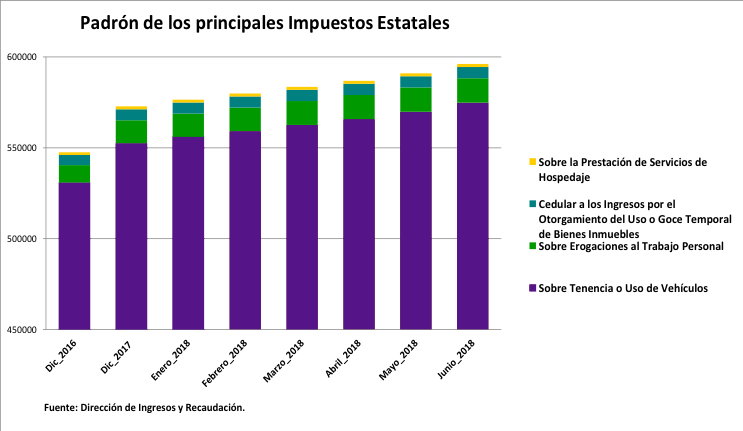 Padrón de los principales Impuestos Estatales
600000
550000
500000
450000
Dic_2016
Dic_2017
Enero_2018
Febrero_2018
Marzo_2018
Abril_2018
Mayo_2018
Junio_2018
Sobre la Prestación de Servicios de
Hospedaje
Cedular a los Ingresos por el
Otorgamiento del Uso o Goce Temporal
de Bienes Inmuebles
Sobre Erogaciones al Trabajo Personal
Sobre Tenencia o Uso de Vehículos
Fuente: Dirección de Ingresos y Recaudación.